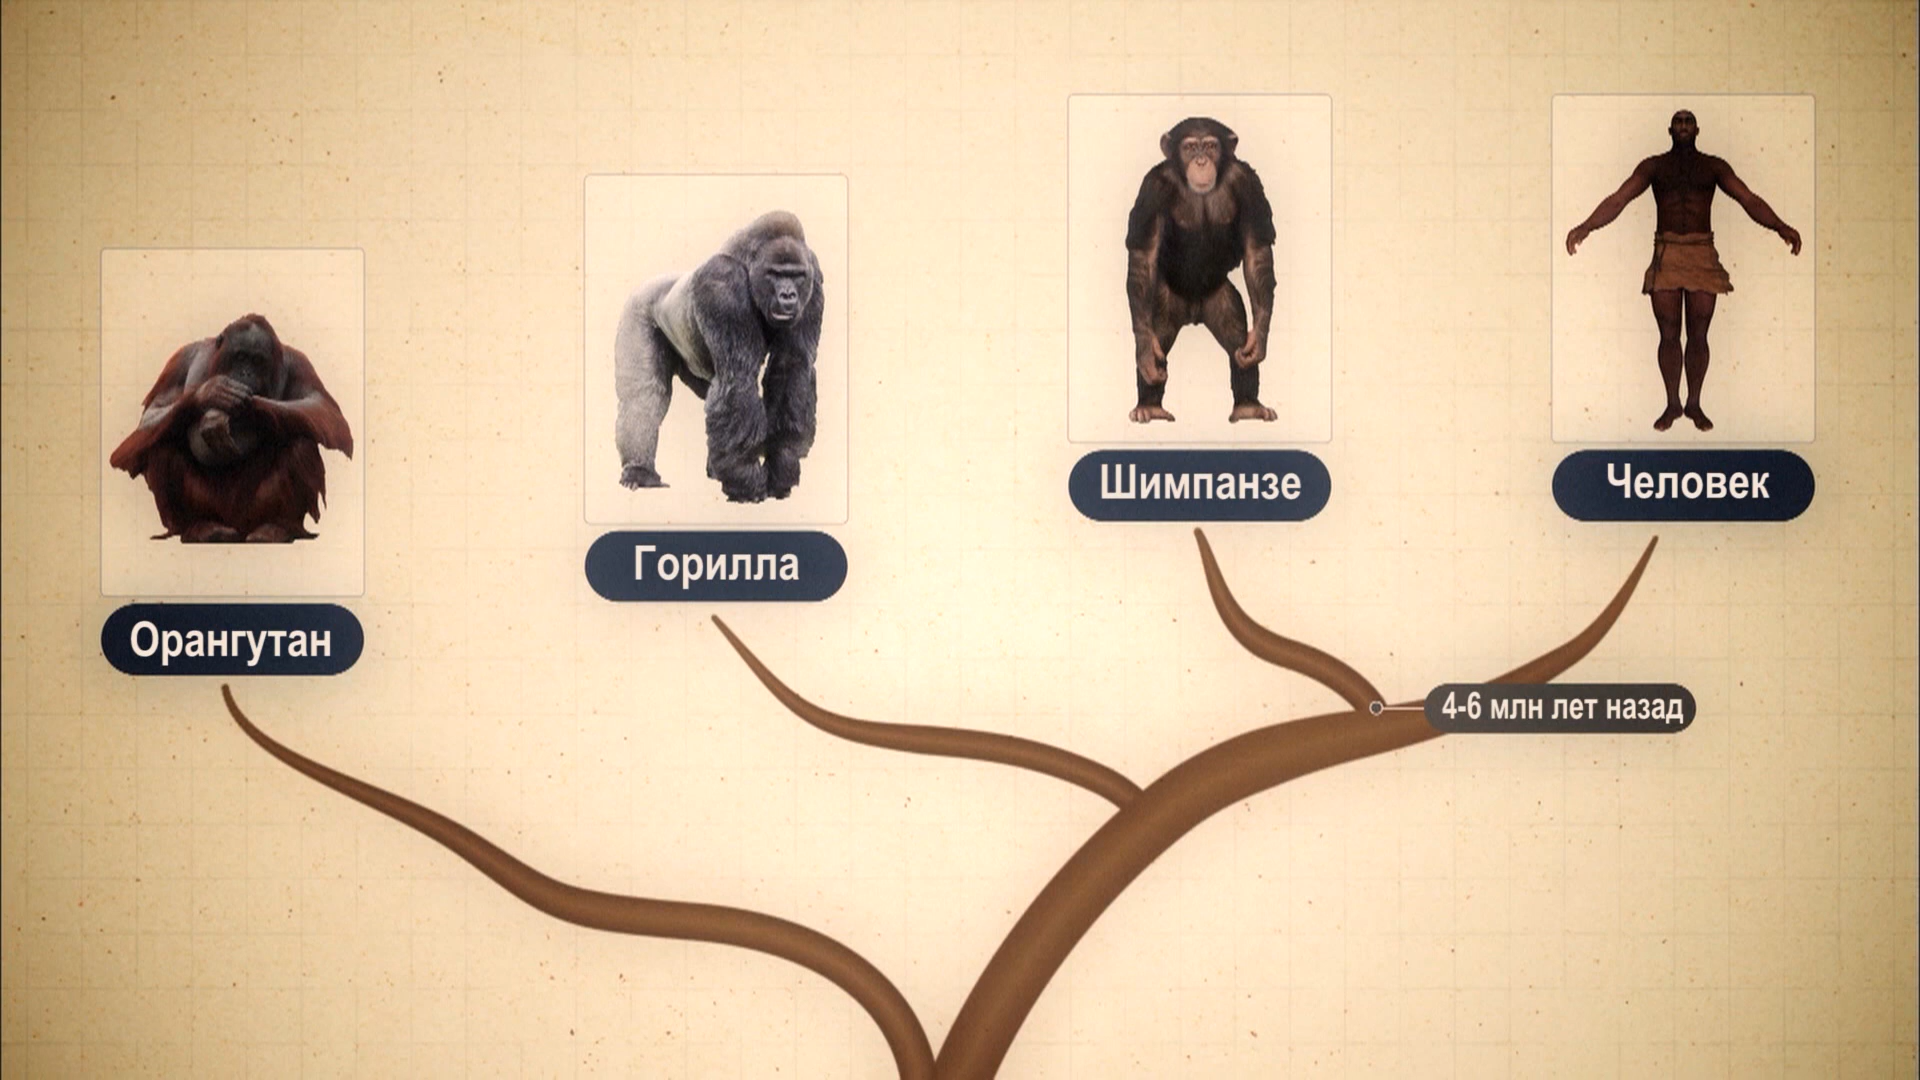 Орангутан
Горилла
Шимпанзе
Человек
4-6 млн лет назад